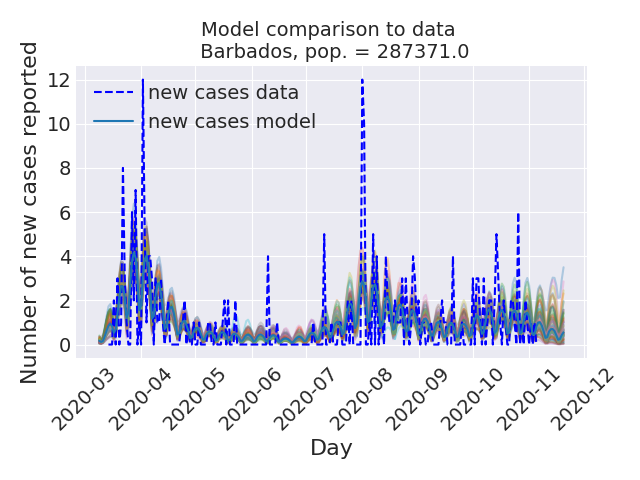 Model comparison to data
Barbados, pop. = 287371.0
Number of new cases reported
12
10
8
6
4
2
0
new cases data
new cases model
2020-03
2020-04
2020-05
2020-06
2020-07
2020-08
2020-09
2020-10
2020-11
2020-12
Day